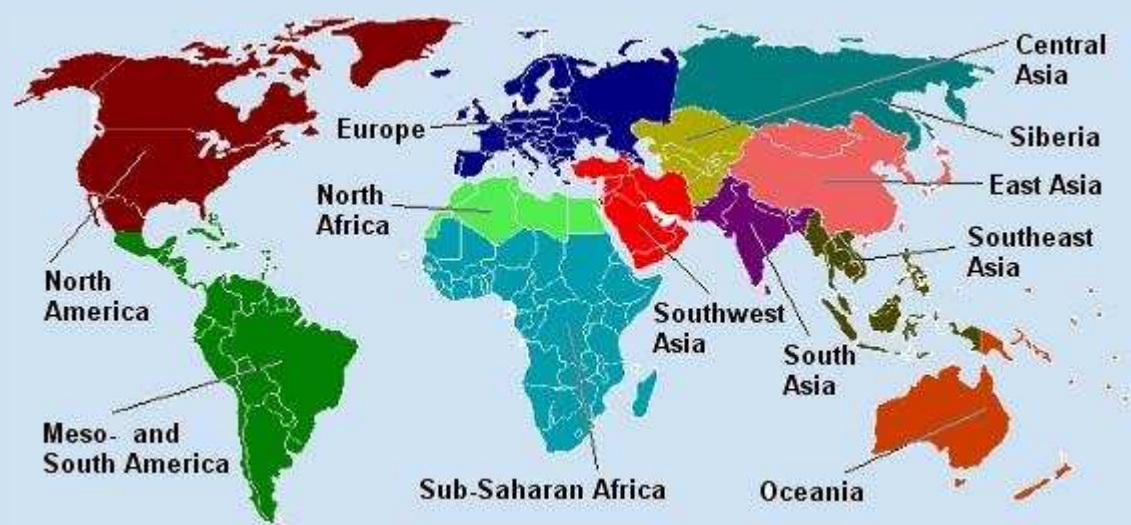 Central
Asia
Siberia
Europe
East Asia
North
Africa
Southeast
Asia
North
America
Southwest
Asia
South
Asia
Meso- and
South America
Sub-Saharan Africa
Oceania